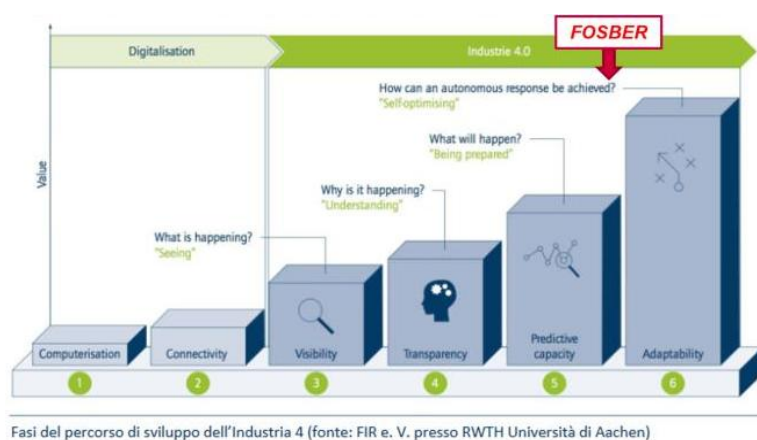 FOSBER
Digitalisation
Industrie 4.0
How can an autonomous response be achieved?
"Self-optimising"
What will happen?
"Being prepared"
Why is it happening?
"Understanding"
What is happening?
"Seeing"
Value
Computerisation
Connectivity
Visibility
Transparency
Predictive
capacity
Adaptability
1
2
3
4
5
6
Fasi del percorso di sviluppo dell'Industria 4 (fonte: FIR e. V. presso RWTH Università di Aachen)